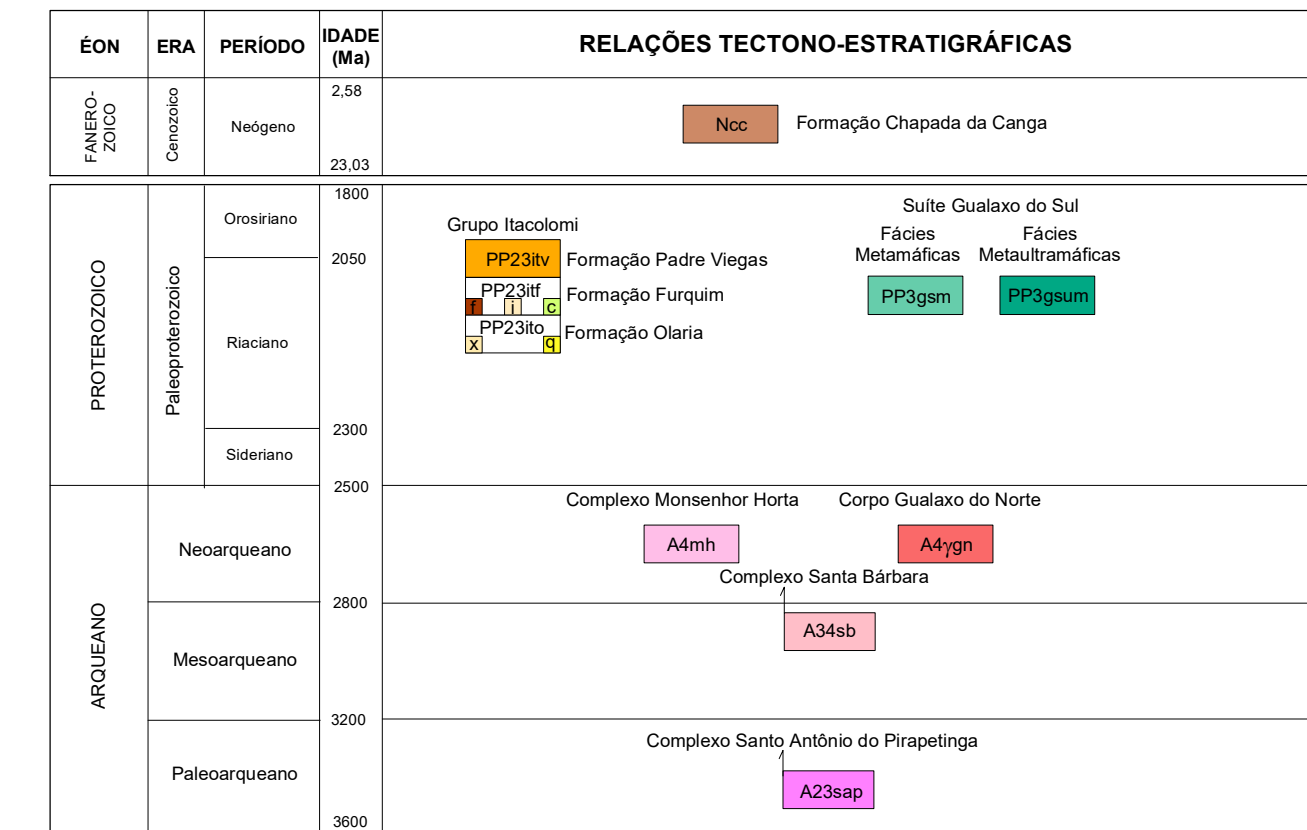 ÉON
ERA
PERÍODO
IDADE
(Ma)
RELAÇÕES TECTONO-ESTRATIGRÁFICAS
FANERO-
ZOICO
Cenozoico
Neógeno
2,58
23,03
Ncc
Formação Chapada da Canga
PROTEROZOICO
Paleoproterozoico
Orosiriano
Riaciano
Sideriano
1800
2050
2300
2500
Grupo Itacolomi
PP23itv
Formação Padre Viegas
PP23itf
f
i
c
Formação Furquim
PP23ito
x
q
Formação Olaria
Suíte Gualaxo do Sul
Fácies
Metamáficas
Fácies
Metaultramáficas
PP3gsm
PP3gsum
ARQUEANO
Neoarqueano
Mesoarqueano
Paleoarqueano
2800
3200
3600
Complexo Monsenhor Horta
A4mh
Corpo Gualaxo do Norte
A4γgn
Complexo Santa Bárbara
A34sb
Complexo Santo Antônio do Pirapetinga
A23sap